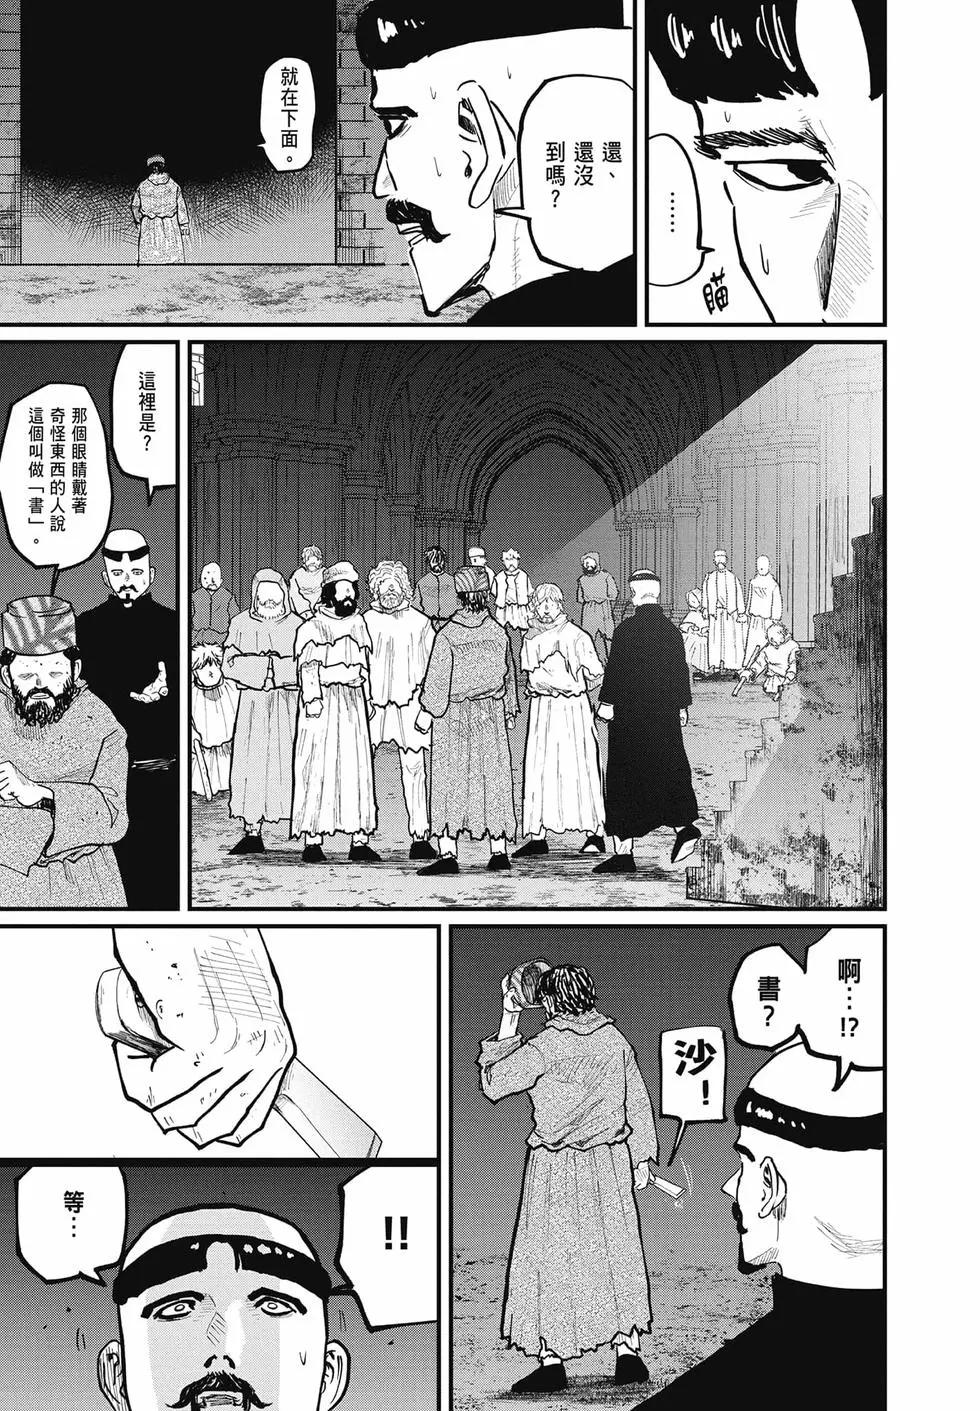 ……
瞄
還、
還沒
到嗎？
就在下面。
這裡是？
那個眼睛戴著
奇怪東西的人說
這個叫做「書」。
啊…!?
書？
沙！
!!
等…